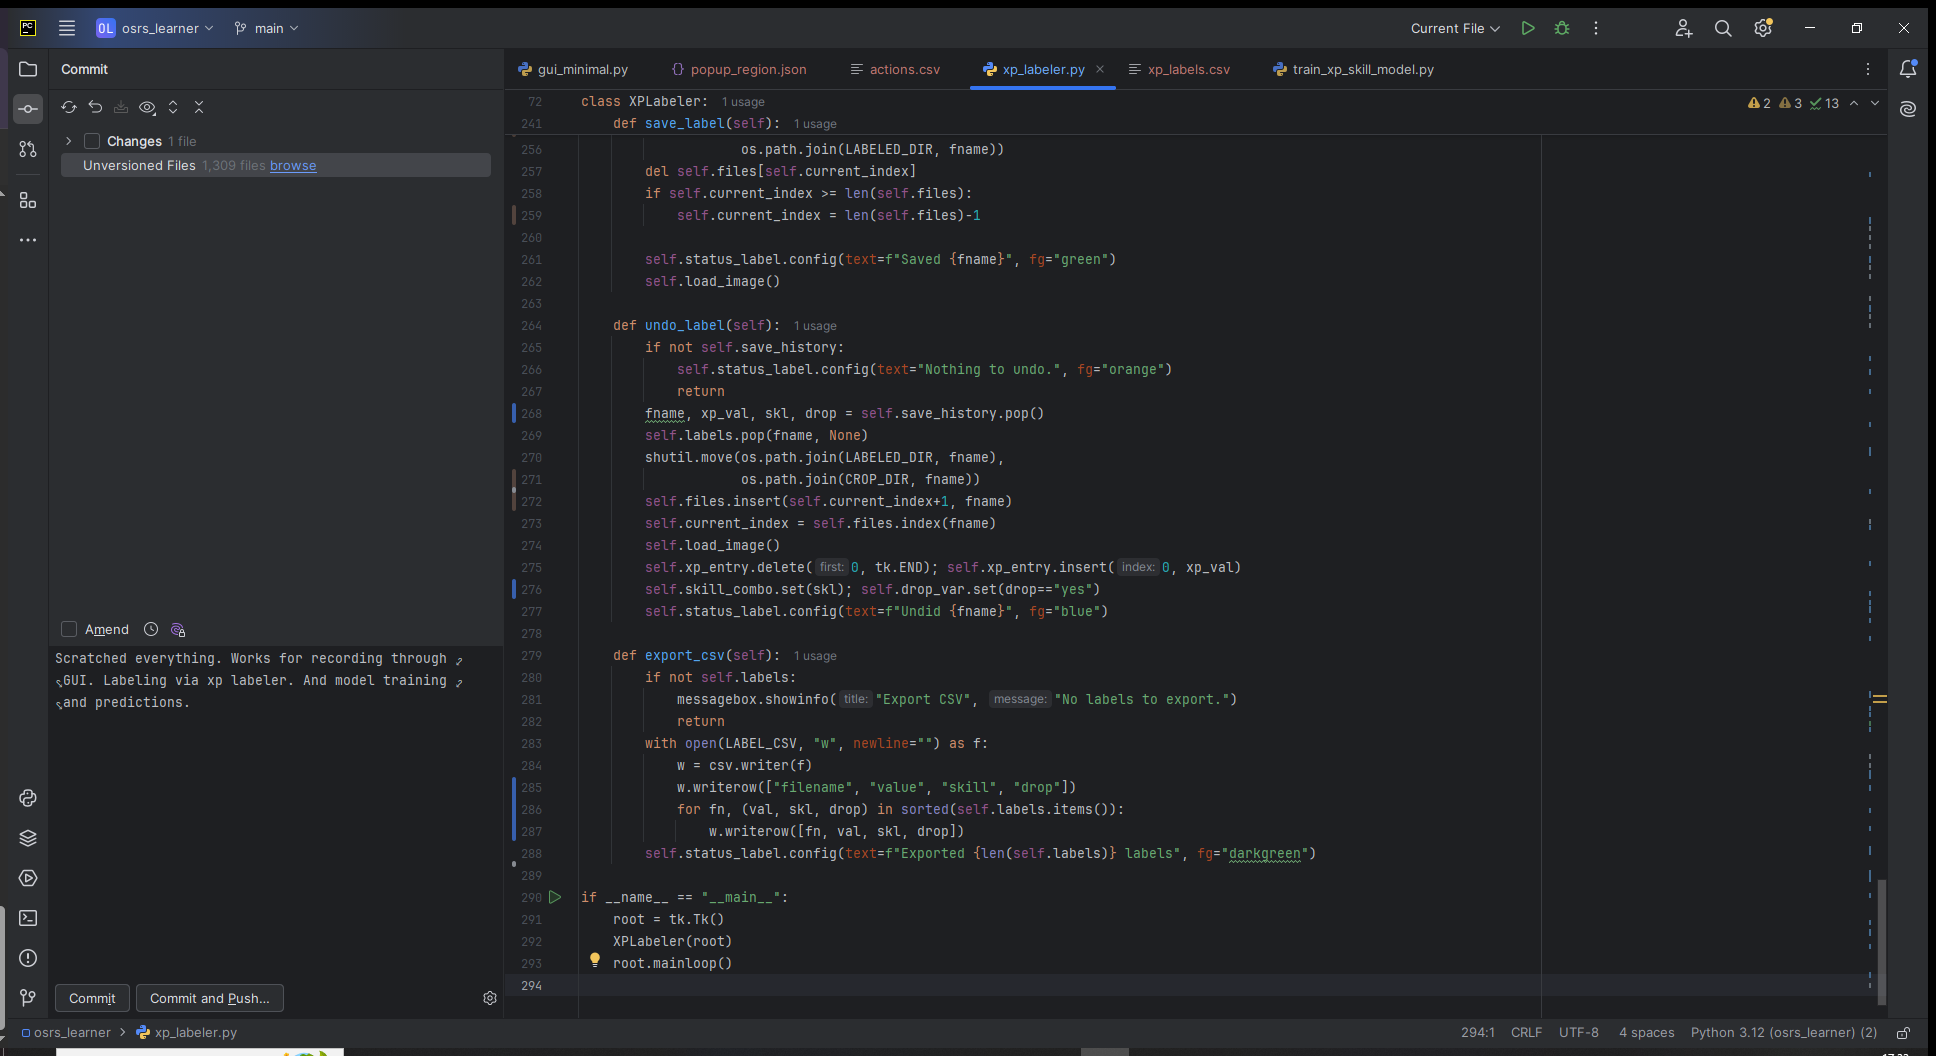 PC
OL osrs_learner
main
Current File
Commit
gui_minimal.py
popup_region.json
actions.csv
xp_labeler.py
xp_labels.csv
train_xp_skill_model.py
Changes 1 file
Unversioned Files 1,309 files browse
2 3 13
72 class XPLabeler: 1 usage
241 def save_label(self): 1 usage
256 os.path.join(LABELED_DIR, fname))
257 del self.files[self.current_index]
258 if self.current_index >= len(self.files):
259 self.current_index = len(self.files)-1
260
261 self.status_label.config(text=f"Saved {fname}", fg="green")
262 self.load_image()
263
264 def undo_label(self): 1 usage
265 if not self.save_history:
266 self.status_label.config(text="Nothing to undo.", fg="orange")
267 return
268 fname, xp_val, skl, drop = self.save_history.pop()
269 self.labels.pop(fname, None)
270 shutil.move(os.path.join(LABELED_DIR, fname),
271 os.path.join(CROP_DIR, fname))
272 self.files.insert(self.current_index+1, fname)
273 self.current_index = self.files.index(fname)
274 self.load_image()
275 self.xp_entry.delete( first: 0, tk.END); self.xp_entry.insert( index: 0, xp_val)
276 self.skill_combo.set(skl); self.drop_var.set(drop=="yes")
277 self.status_label.config(text=f"Undid {fname}", fg="blue")
278
279 def export_csv(self): 1 usage
280 if not self.labels:
281 messagebox.showinfo( title: "Export CSV", message: "No labels to export.")
282 return
283 with open(LABEL_CSV, "w", newline="") as f:
284 w = csv.writer(f)
285 w.writerow(["filename", "value", "skill", "drop"])
286 for fn, (val, skl, drop) in sorted(self.labels.items()):
287 w.writerow([fn, val, skl, drop])
288 self.status_label.config(text=f"Exported {len(self.labels)} labels", fg="darkgreen")
289
290 if __name__ == "__main__":
291 root = tk.Tk()
292 XPLabeler(root)
293 root.mainloop()
294
Amend
Scratched everything. Works for recording through
GUI. Labeling via xp labeler. And model training
and predictions.
Commit
Commit and Push...
osrs_learner > xp_labeler.py
294:1 CRLF UTF-8 4 spaces Python 3.12 (osrs_learner) (2)